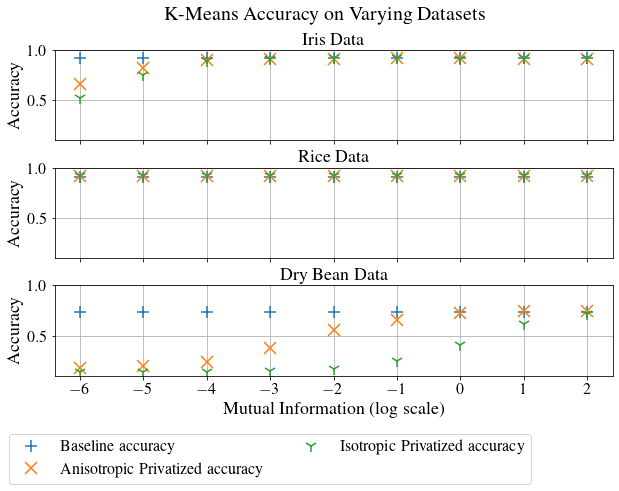 K-Means Accuracy on Varying Datasets
Iris Data
1.0
0.5
Accuracy
Rice Data
1.0
0.5
Accuracy
Dry Bean Data
1.0
0.5
Accuracy
−6 −5 −4 −3 −2 −1 0 1 2
Mutual Information (log scale)
Baseline accuracy
Anisotropic Privatized accuracy
Isotropic Privatized accuracy